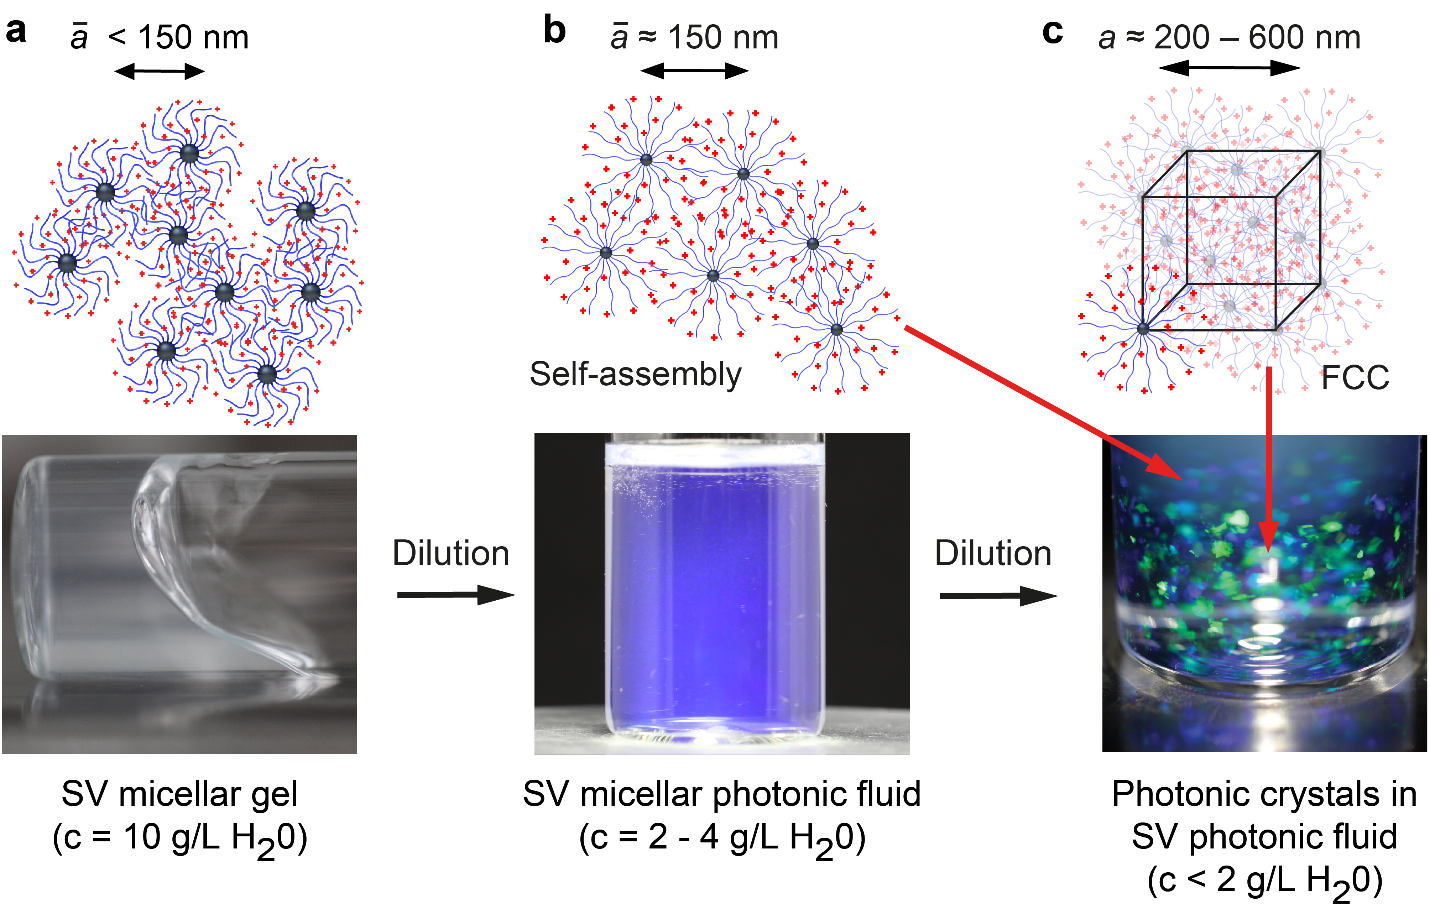 a
ā < 150 nm
b
ā ≈ 150 nm
c
a ≈ 200 – 600 nm
Self-assembly
FCC
Dilution
Dilution
SV micellar gel
(c = 10 g/L H₂0)
SV micellar photonic fluid
(c = 2 - 4 g/L H₂0)
Photonic crystals in
SV photonic fluid
(c < 2 g/L H₂0)